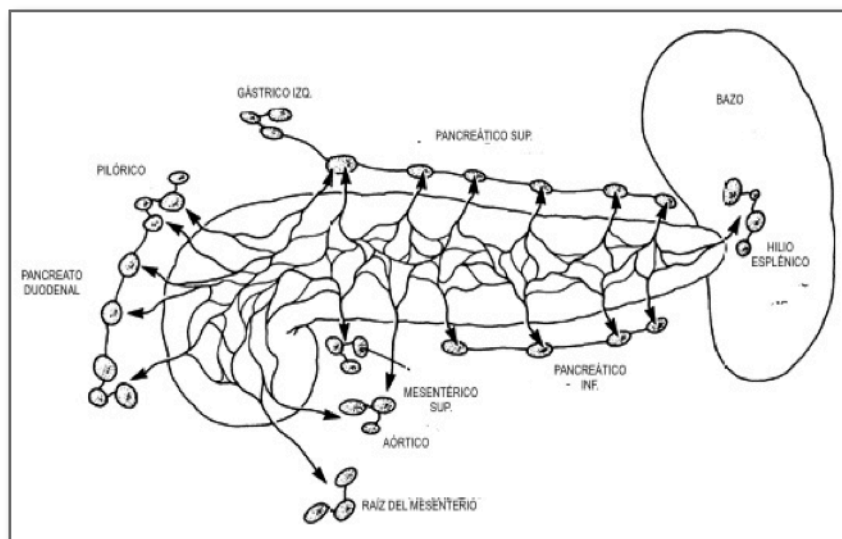 GÁSTRICO IZQ.
BAZO
PANCREÁTICO SUP.
PILÓRICO
HILIO
ESPLÉNICO
PANCREATO
DUODENAL
PANCREÁTICO
INF.
MESENTÉRICO
SUP.
AÓRTICO
RAÍZ DEL MESENTERIO